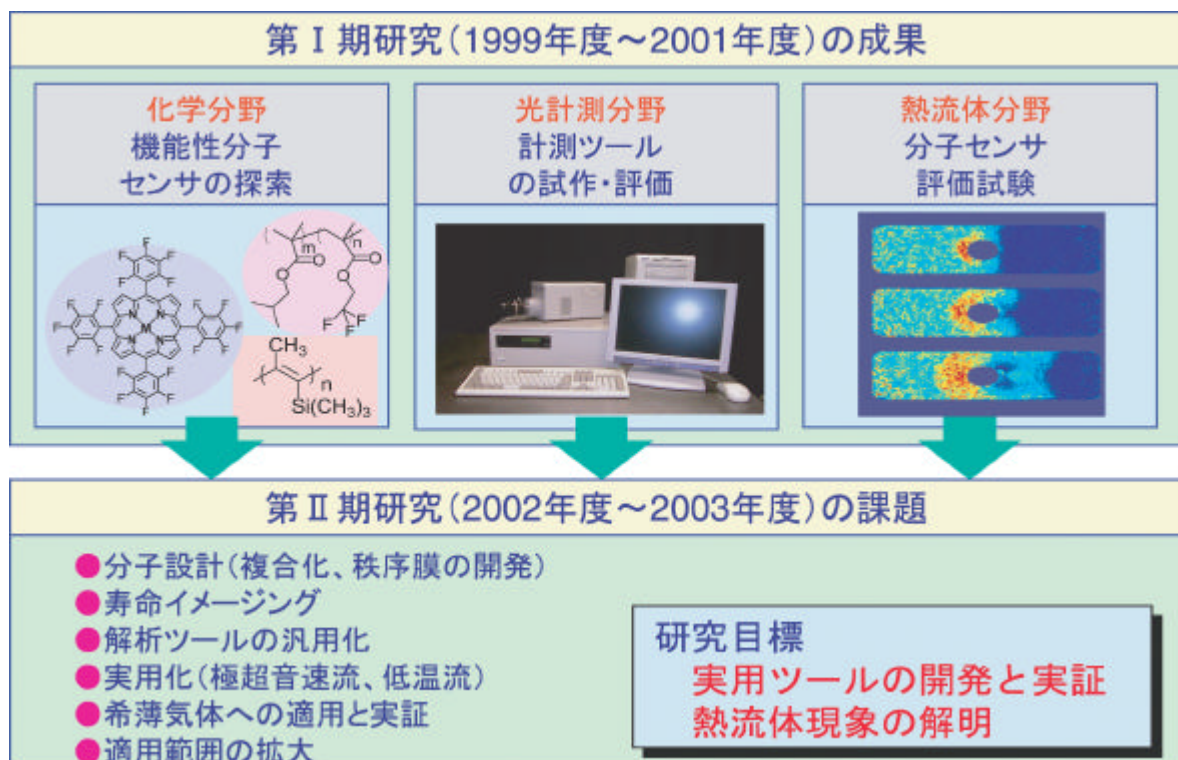 第Ⅰ期研究(1999年度～2001年度)の成果
化学分野
機能性分子
センサの探索
光計測分野
計測ツール
の試作・評価
熱流体分野
分子センサ
評価試験
F F F F F
F F F F F
M
N N N N
F F F F F
F F F F F
m n
O O O O
F F F
CH₃
n
Si(CH₃)₃
第Ⅱ期研究(2002年度～2003年度)の課題
●分子設計(複合化、秩序膜の開発)
●寿命イメージング
●解析ツールの汎用化
●実用化(極超音速流、低温流)
●希薄気体への適用と実証
●適用範囲の拡大
研究目標
実用ツールの開発と実証
熱流体現象の解明